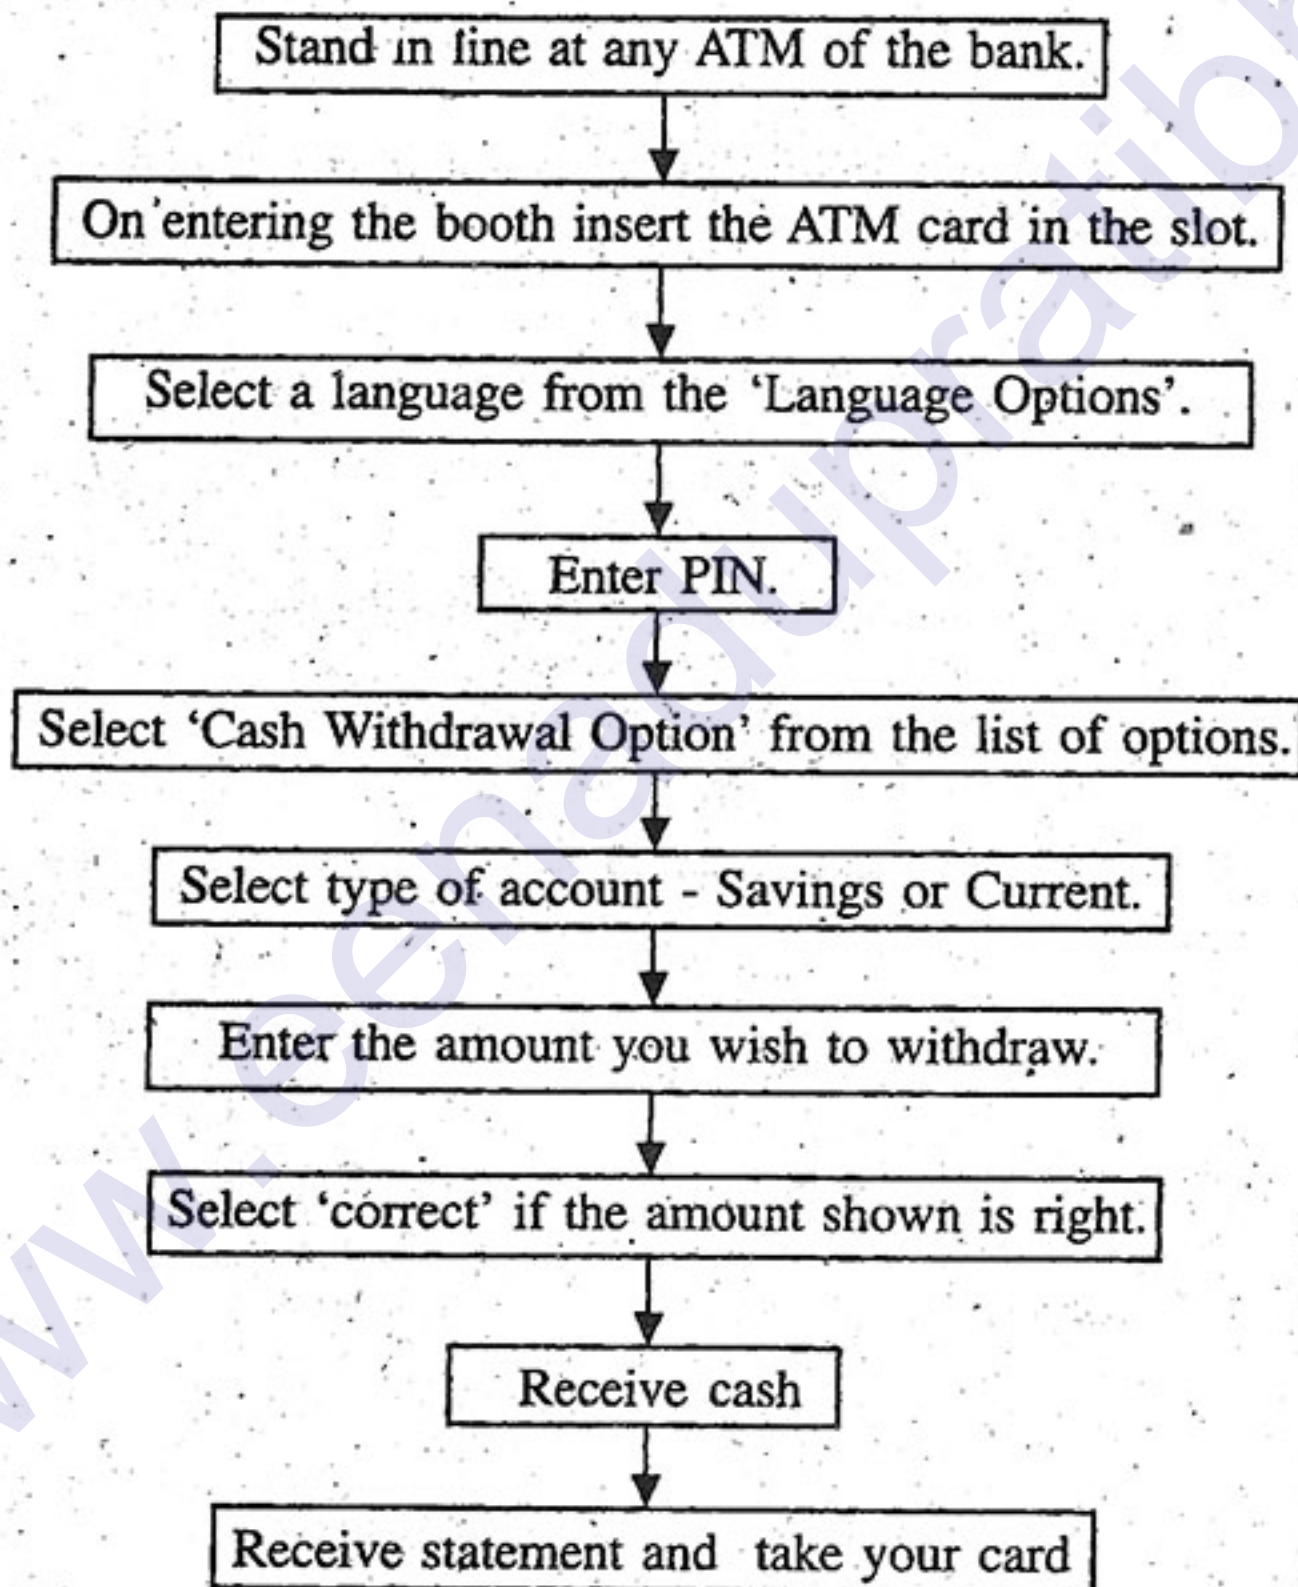 Stand in line at any ATM of the bank.
On entering the booth insert the ATM card in the slot.
Select a language from the 'Language Options'.
Enter PIN.
Select 'Cash Withdrawal Option' from the list of options.
Select type of account - Savings or Current.
Enter the amount you wish to withdraw.
Select 'correct' if the amount shown is right.
Receive cash
Receive statement and take your card
www.eenadupratib